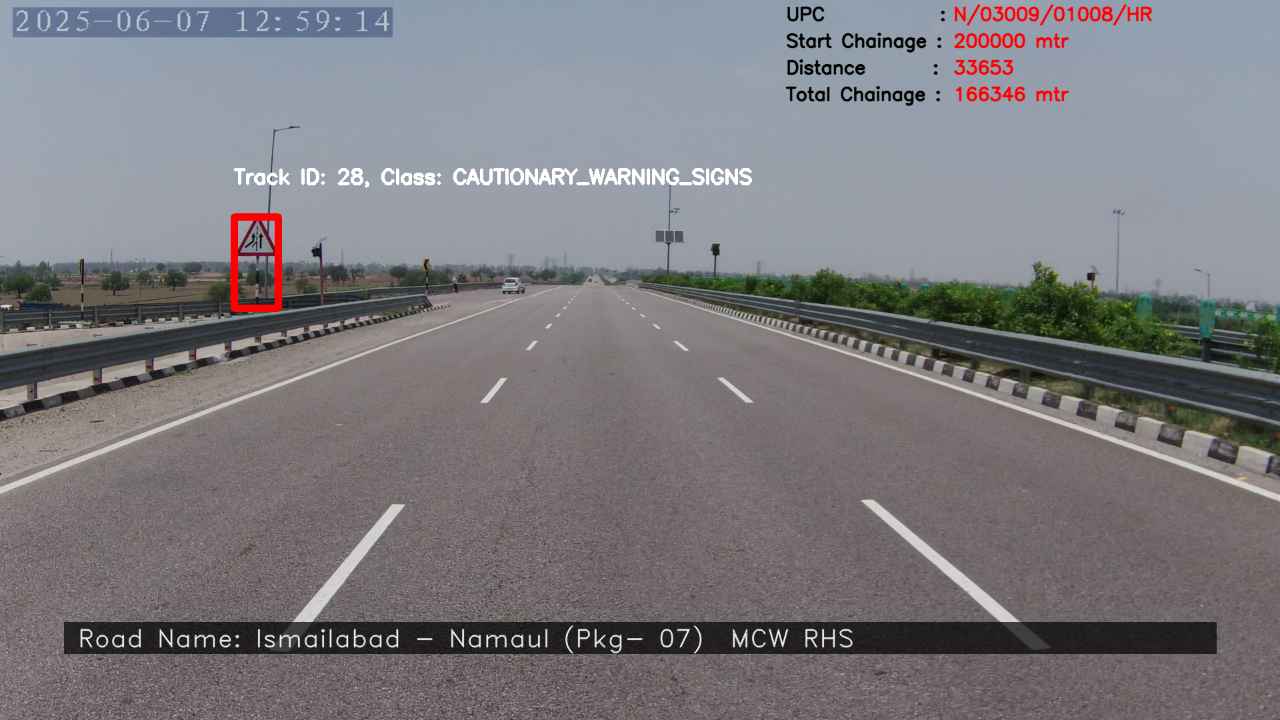 2025-06-07 12:59:14
UPC : N/03009/01008/HR
Start Chainage : 200000 mtr
Distance : 33653
Total Chainage : 166346 mtr
Track ID: 28, Class: CAUTIONARY_WARNING_SIGNS
Road Name: Ismailabad - Namaul (Pkg- 07) MCW RHS